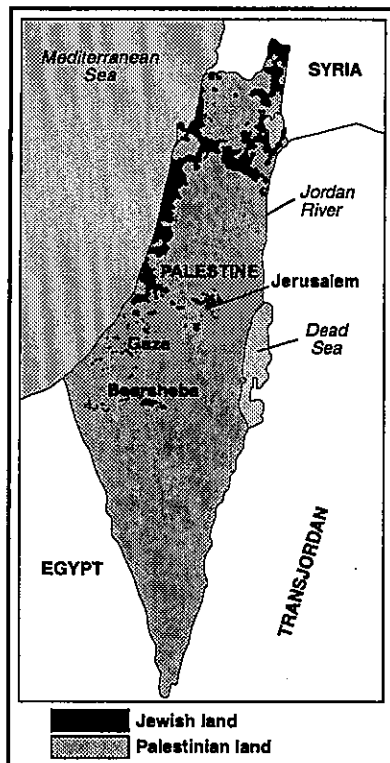 Mediterranean
Sea
SYRIA
Jordan
River
PALESTINE
Jerusalem
Dead
Sea
Gaza
Beersheba
EGYPT
TRANSJORDAN
Jewish land
Palestinian land